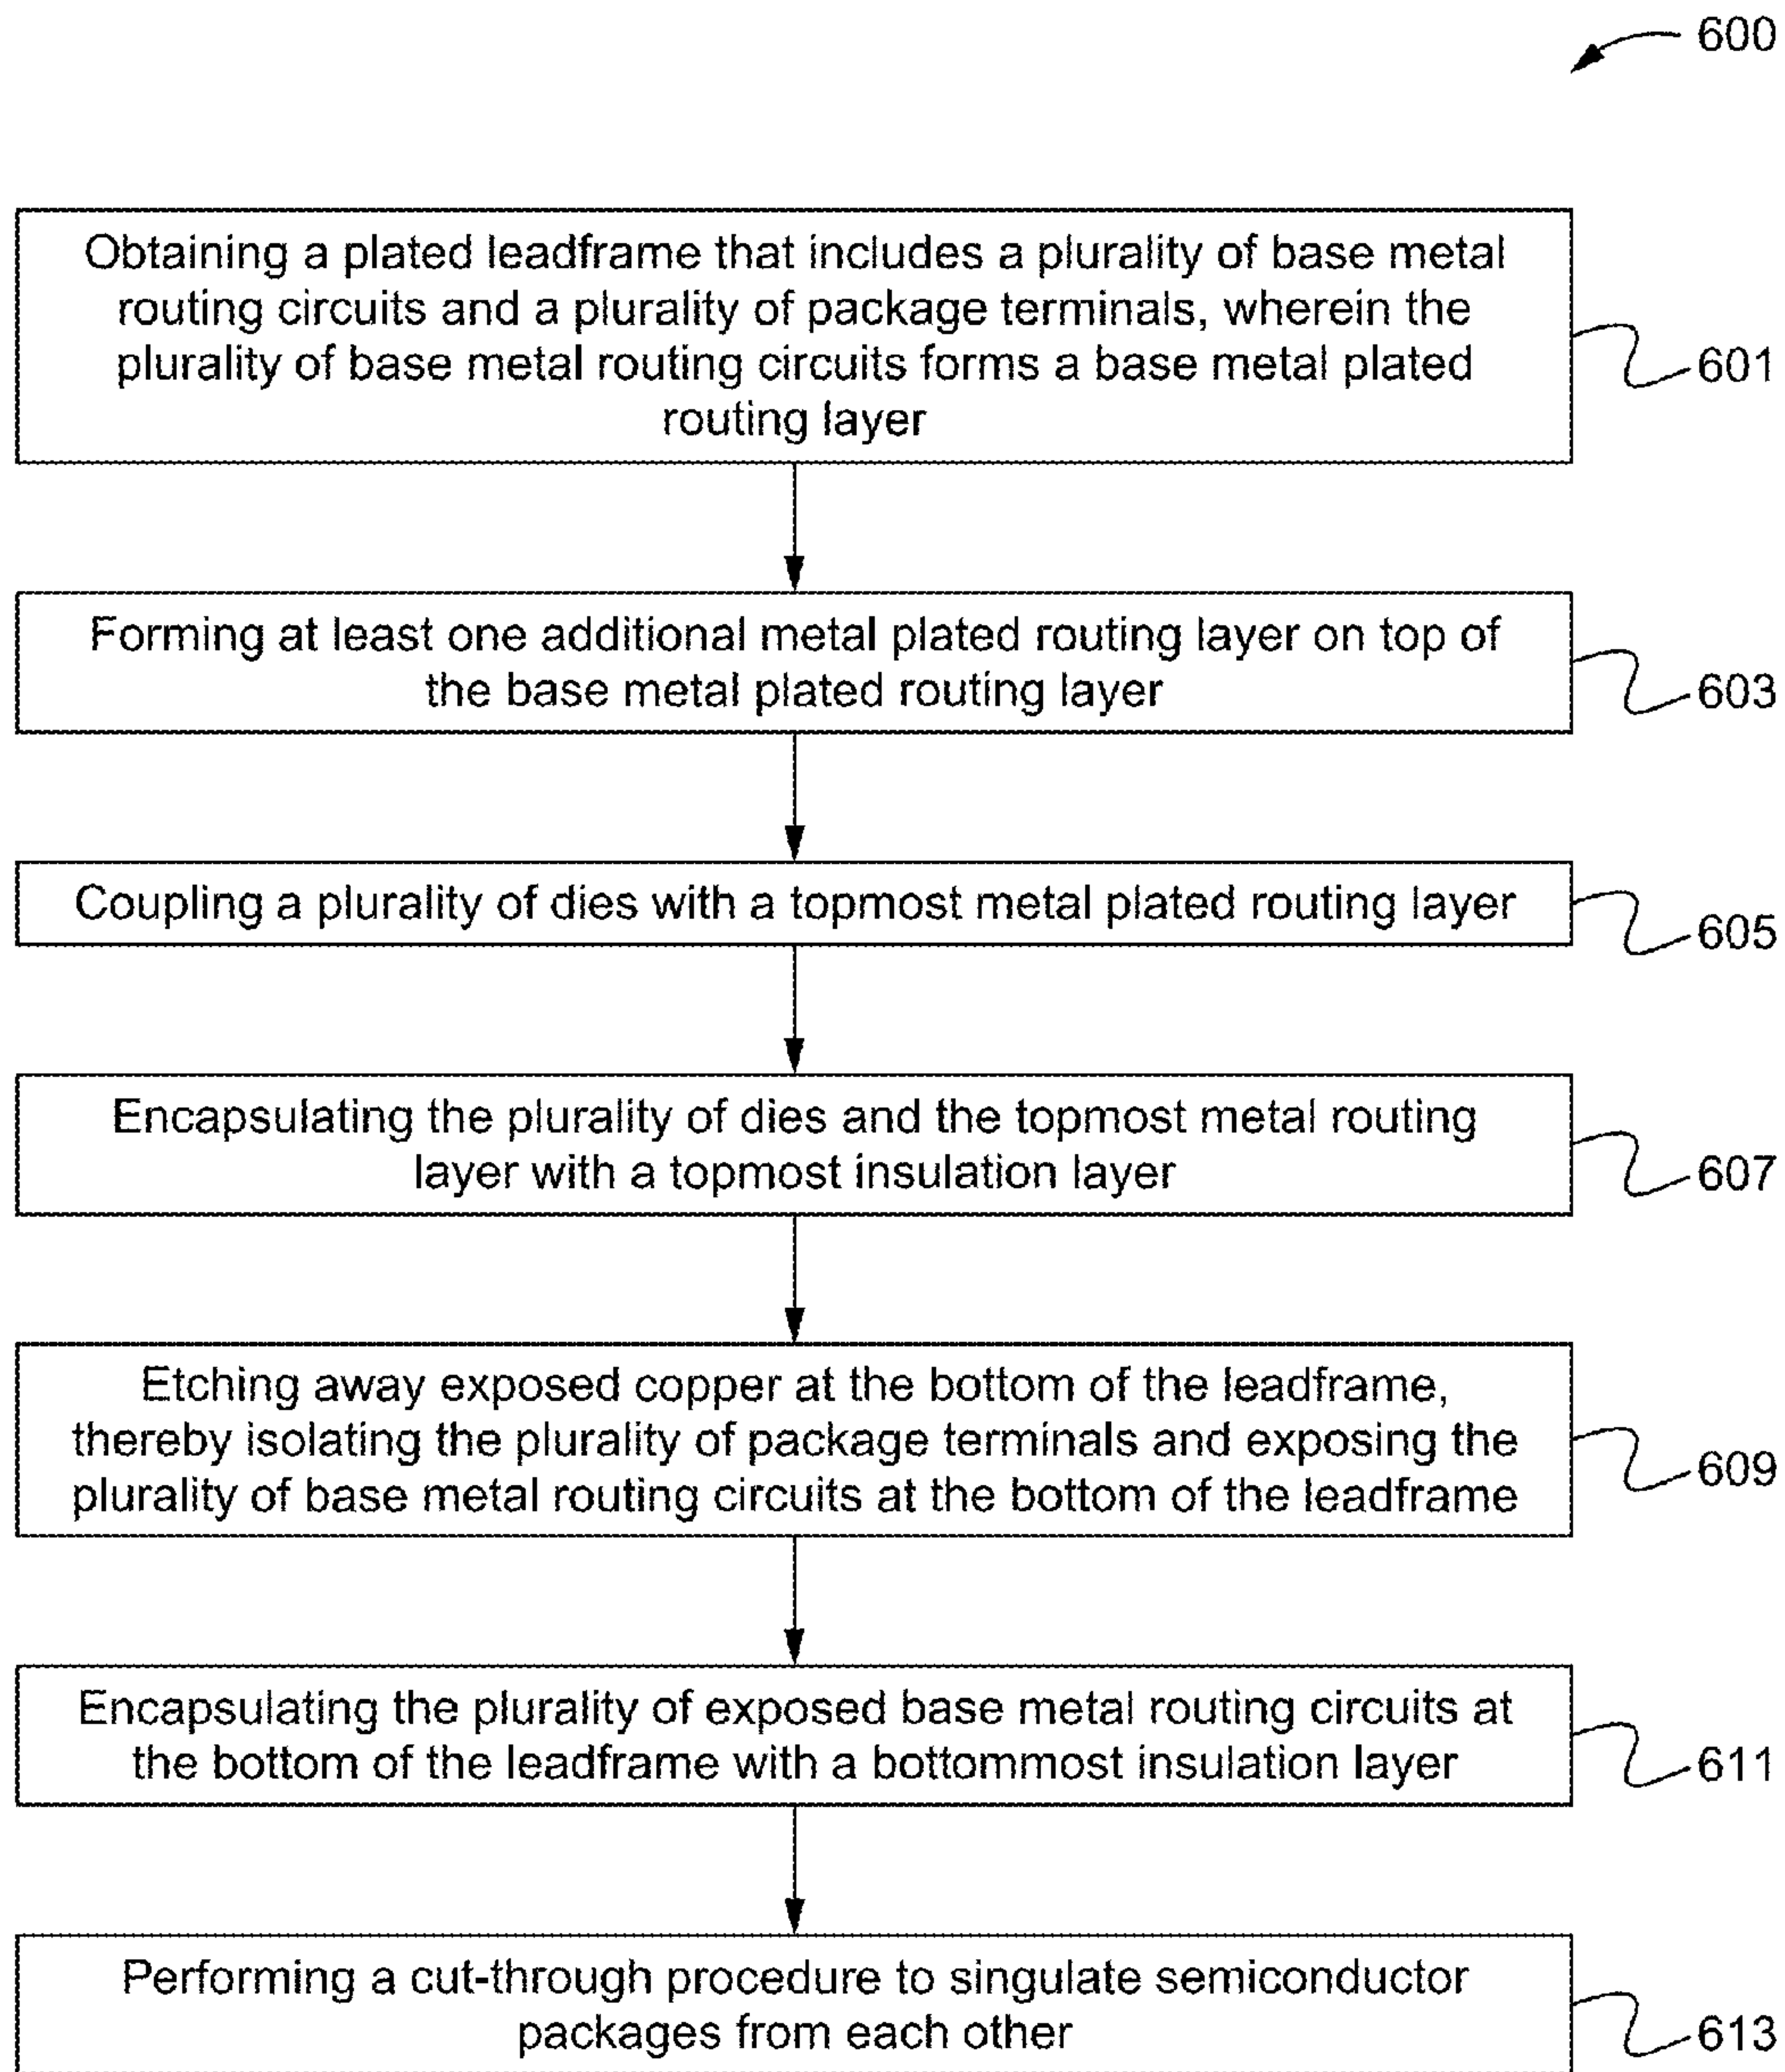 600
Obtaining a plated leadframe that includes a plurality of base metal
routing circuits and a plurality of package terminals, wherein the
plurality of base metal routing circuits forms a base metal plated
routing layer
601
Forming at least one additional metal plated routing layer on top of
the base metal plated routing layer
603
Coupling a plurality of dies with a topmost metal plated routing layer
605
Encapsulating the plurality of dies and the topmost metal routing
layer with a topmost insulation layer
607
Etching away exposed copper at the bottom of the leadframe,
thereby isolating the plurality of package terminals and exposing the
plurality of base metal routing circuits at the bottom of the leadframe
609
Encapsulating the plurality of exposed base metal routing circuits at
the bottom of the leadframe with a bottommost insulation layer
611
Performing a cut-through procedure to singulate semiconductor
packages from each other
613